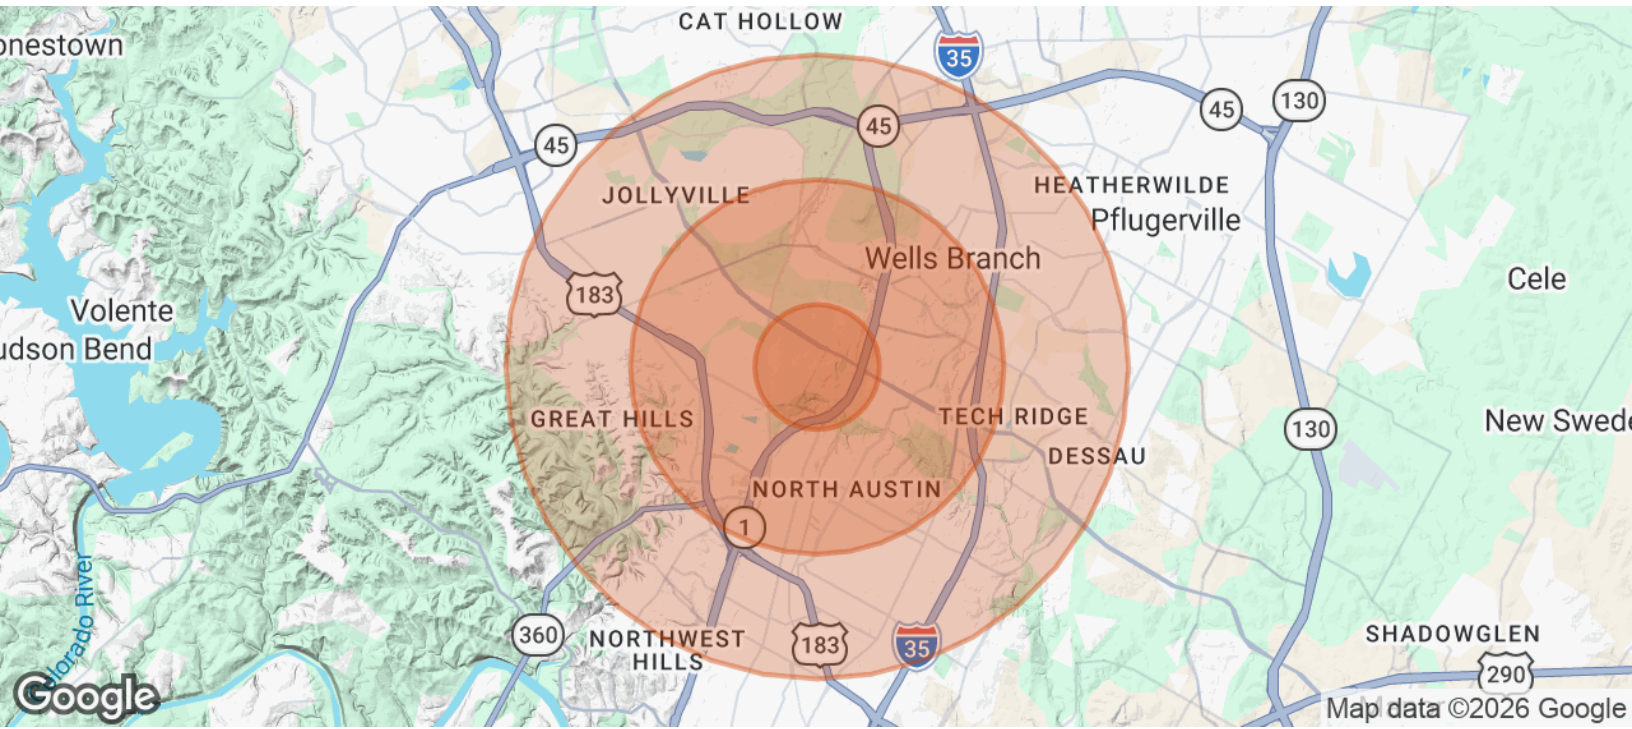 CAT HOLLOW
onestown
35
130
45
45
45
JOLLYVILLE
HEATHERWILDE
Pflugerville
Wells Branch
Cele
183
Volente
udson Bend
GREAT HILLS
TECH RIDGE
New Swede
130
DESSAU
NORTH AUSTIN
1
Colorado River
360
NORTHWEST
HILLS
183
35
SHADOWGLEN
290
Google
Map data ©2026 Google